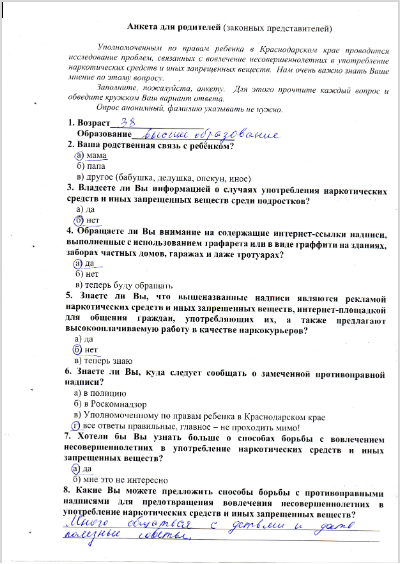 Анкета для родителей (законных представителей)
Уполномоченным по правам ребенка в Краснодарском крае проводится
исследование проблем, связанных с вовлечение несовершеннолетних в употребление
наркотических средств и иных запрещенных веществ. Нам очень важно знать Ваше
мнение по этому вопросу.
Заполните, пожалуйста, анкету. Для этого прочтите каждый вопрос и
обведите кружком Ваш вариант ответа.
Опрос анонимный, фамилию указывать не нужно.
1. Возраст 38
Образование высшее образование
2. Ваша родственная связь с ребенком?
а) мама
б) папа
в) другое (бабушка, дедушка, опекун, иное)
3. Владеете ли Вы информацией о случаях употребления наркотических
средств и иных запрещенных веществ среди подростков?
а) да
б) нет
4. Обращаете ли Вы внимание на содержащие интернет-ссылки надписи,
выполненные с использованием трафарета или в виде граффити на зданиях,
заборах частных домов, гаражах и даже тротуарах?
а) да
б) нет
в) теперь буду обращать
5. Знаете ли Вы, что вышеназванные надписи являются рекламой
наркотических средств и иных запрещенных веществ, интернет-площадкой
для общения граждан, употребляющих их, а также предлагают
высокооплачиваемую работу в качестве наркокурьеров?
а) да
б) нет
в) теперь знаю
6. Знаете ли Вы, куда следует сообщать о замеченной противоправной
надписи?
а) в полицию
б) в Роскомнадзор
в) Уполномоченному по правам ребенка в Краснодарском крае
г) все ответы правильные, главное – не проходить мимо!
7. Хотели бы Вы узнать больше о способах борьбы с вовлечением
несовершеннолетних в употребление наркотических средств и иных
запрещенных веществ?
а) да
б) мне это не интересно
8. Какие Вы можете предложить способы борьбы с противоправными
надписями для предотвращения вовлечения несовершеннолетних в
употребление наркотических средств и иных запрещенных веществ?
Много общаться с детьми и дать
полезные советы.